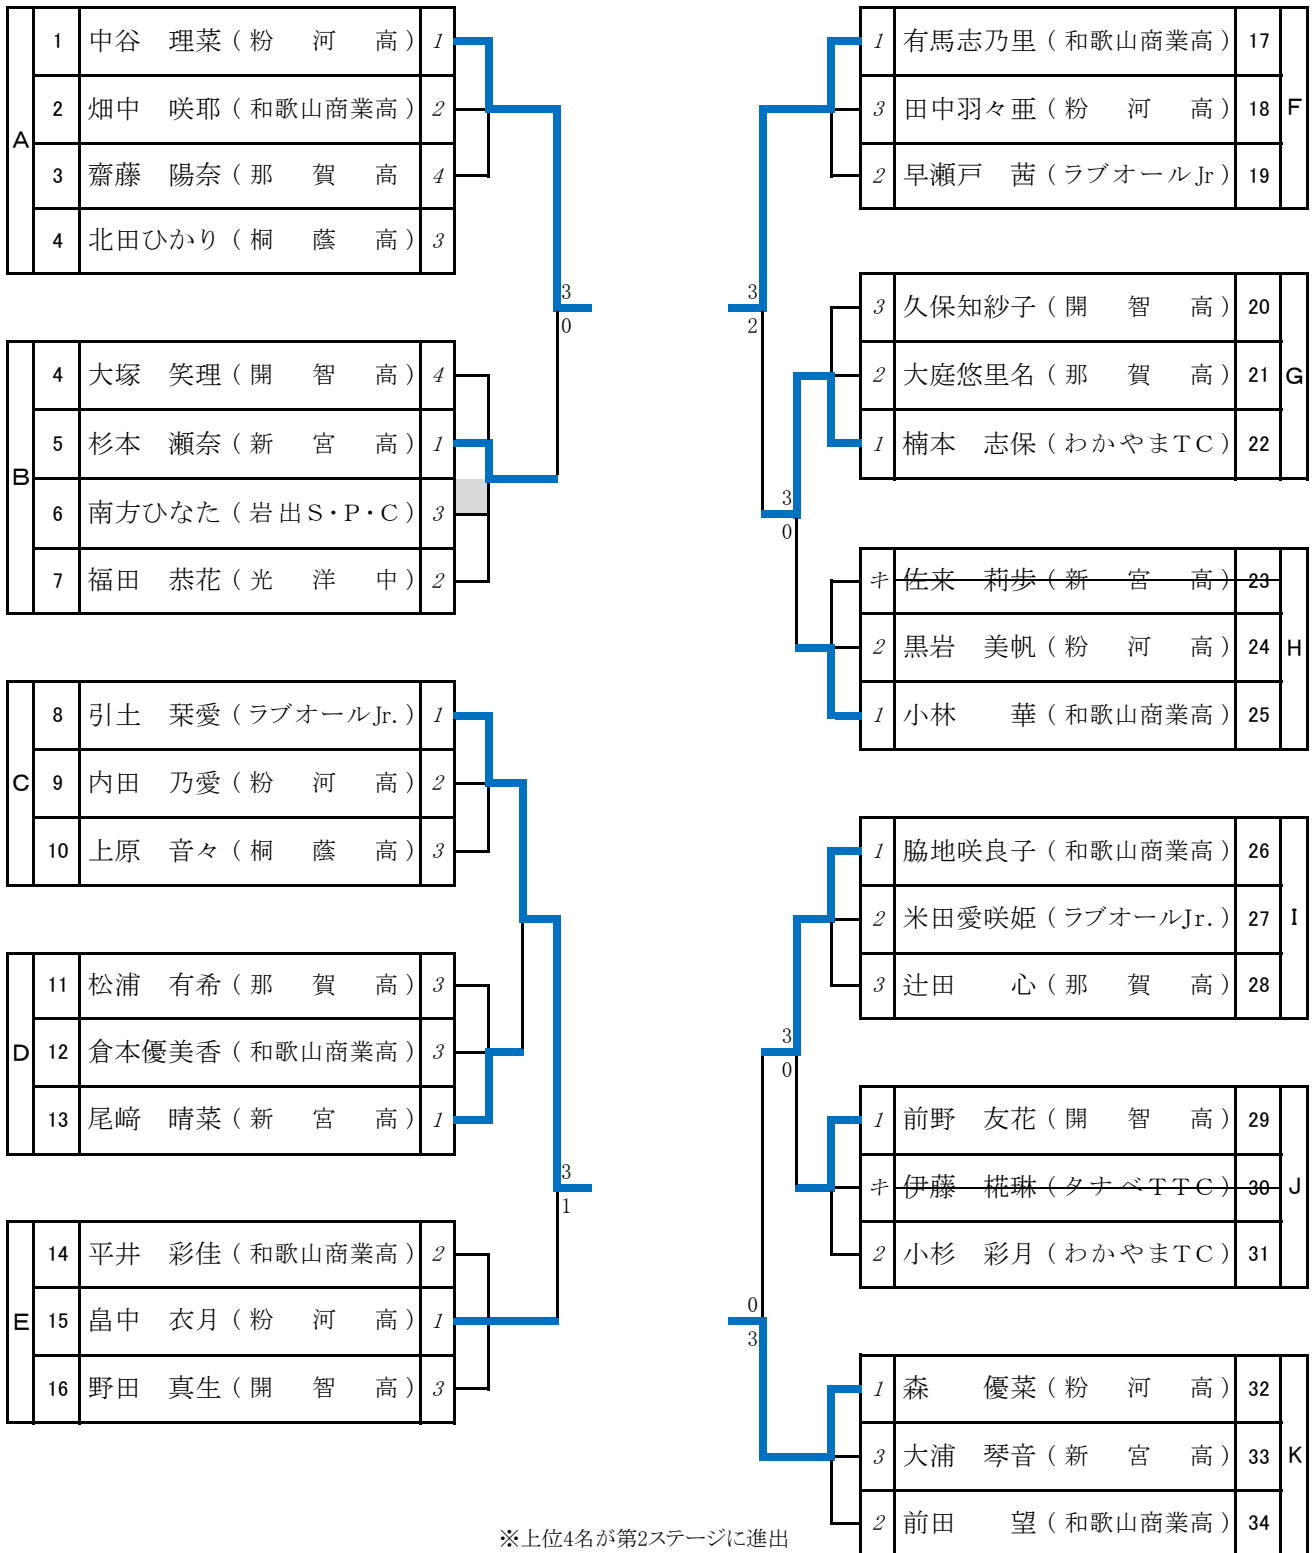 A
1 中谷　理菜 ( 粉　河　高 ) 1
2 畑中　咲耶 ( 和歌山商業高 ) 2
3 齋藤　陽奈 ( 那　賀　高 4
4 北田ひかり ( 桐　蔭　高 ) 3
3
0
B
4 大塚　笑理 ( 開　智　高 ) 4
5 杉本　瀬奈 ( 新　宮　高 ) 1
6 南方ひなた ( 岩出S・P・C ) 3
7 福田　恭花 ( 光　洋　中 ) 2
C
8 引土　栞愛 ( ラブオールJr. ) 1
9 内田　乃愛 ( 粉　河　高 ) 2
10 上原　音々 ( 桐　蔭　高 ) 3
D
11 松浦　有希 ( 那　賀　高 ) 3
12 倉本優美香 ( 和歌山商業高 ) 3
13 尾﨑　晴菜 ( 新　宮　高 ) 1
3
1
E
14 平井　彩佳 ( 和歌山商業高 ) 2
15 畠中　衣月 ( 粉　河　高 ) 1
16 野田　真生 ( 開　智　高 ) 3
1 有馬志乃里 ( 和歌山商業高 ) 17
3 田中羽々亜 ( 粉　河　高 ) 18
2 早瀬戸　茜 ( ラブオールJr ) 19
F
3
2
3 久保知紗子 ( 開　智　高 ) 20
2 大庭悠里名 ( 那　賀　高 ) 21
1 楠本　志保 ( わかやまTC ) 22
G
3
0
キ 佐来　莉歩 ( 新　宮　高 ) 23
2 黒岩　美帆 ( 粉　河　高 ) 24
1 小林　　華 ( 和歌山商業高 ) 25
H
1 脇地咲良子 ( 和歌山商業高 ) 26
2 米田愛咲姫 ( ラブオールJr. ) 27
3 辻田　　心 ( 那　賀　高 ) 28
I
3
0
1 前野　友花 ( 開　智　高 ) 29
キ 伊藤　椛琳 ( タナベTTC ) 30
2 小杉　彩月 ( わかやまTC ) 31
J
0
3
1 森　　優菜 ( 粉　河　高 ) 32
3 大浦　琴音 ( 新　宮　高 ) 33
2 前田　　望 ( 和歌山商業高 ) 34
K
※上位4名が第2ステージに進出